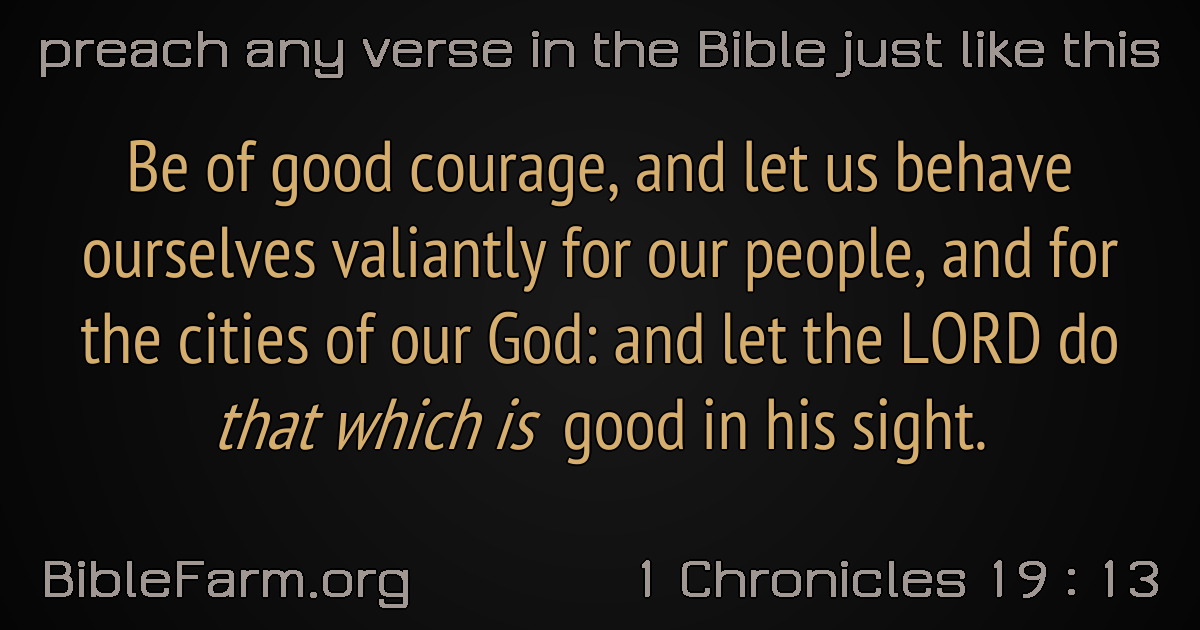 preach any verse in the Bible just like this
Be of good courage, and let us behave
ourselves valiantly for our people, and for
the cities of our God: and let the LORD do
that which is good in his sight.
BibleFarm.org
1 Chronicles 19 : 13